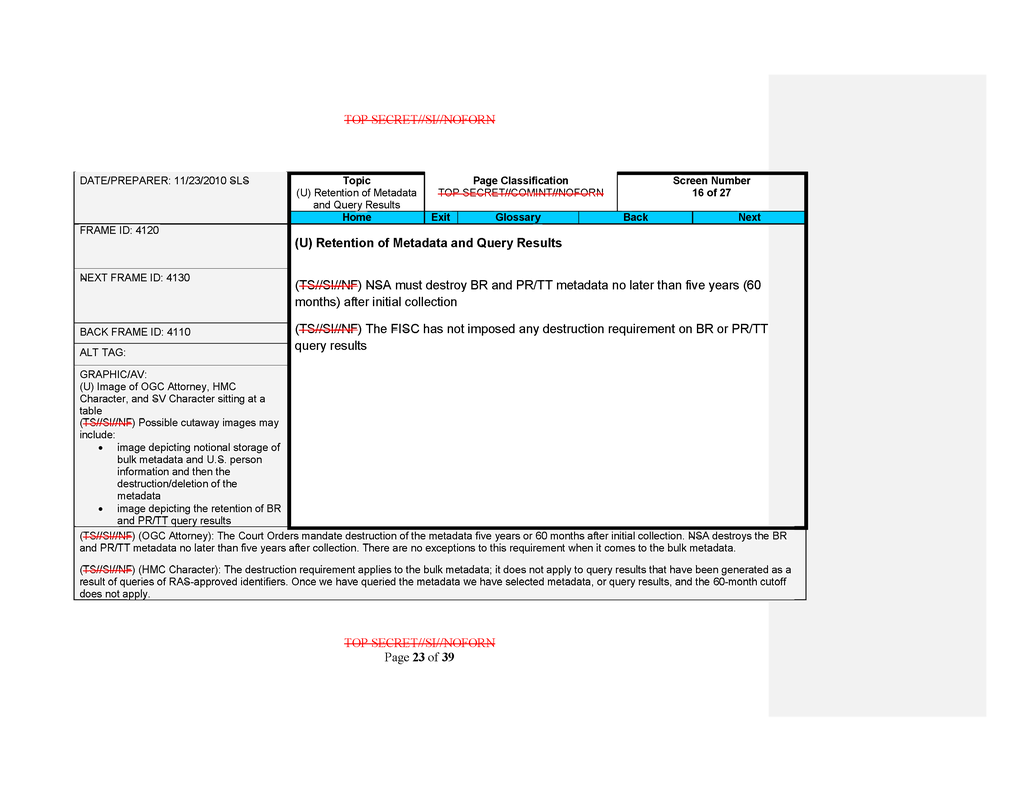 TOP SECRET//SI//NOFORN
DATE/PREPARER: 11/23/2010 SLS
Topic
(U) Retention of Metadata
and Query Results
Page Classification
TOP SECRET//COMINT//NOFORN
Screen Number
16 of 27
Home Exit Glossary Back Next
FRAME ID: 4120
NEXT FRAME ID: 4130
BACK FRAME ID: 4110
ALT TAG:
GRAPHIC/AV:
(U) Image of OGC Attorney, HMC
Character, and SV Character sitting at a
table
(TS//SI//NF) Possible cutaway images may
include:
• image depicting notional storage of
bulk metadata and U.S. person
information and then the
destruction/deletion of the
metadata
• image depicting the retention of BR
and PR/TT query results
(U) Retention of Metadata and Query Results
(TS//SI//NF) NSA must destroy BR and PR/TT metadata no later than five years (60
months) after initial collection
(TS//SI//NF) The FISC has not imposed any destruction requirement on BR or PR/TT
query results
(TS//SI//NF) (OGC Attorney): The Court Orders mandate destruction of the metadata five years or 60 months after initial collection. NSA destroys the BR
and PR/TT metadata no later than five years after collection. There are no exceptions to this requirement when it comes to the bulk metadata.
(TS//SI//NF) (HMC Character): The destruction requirement applies to the bulk metadata; it does not apply to query results that have been generated as a
result of queries of RAS-approved identifiers. Once we have queried the metadata we have selected metadata, or query results, and the 60-month cutoff
does not apply.
TOP SECRET//SI//NOFORN
Page 23 of 39